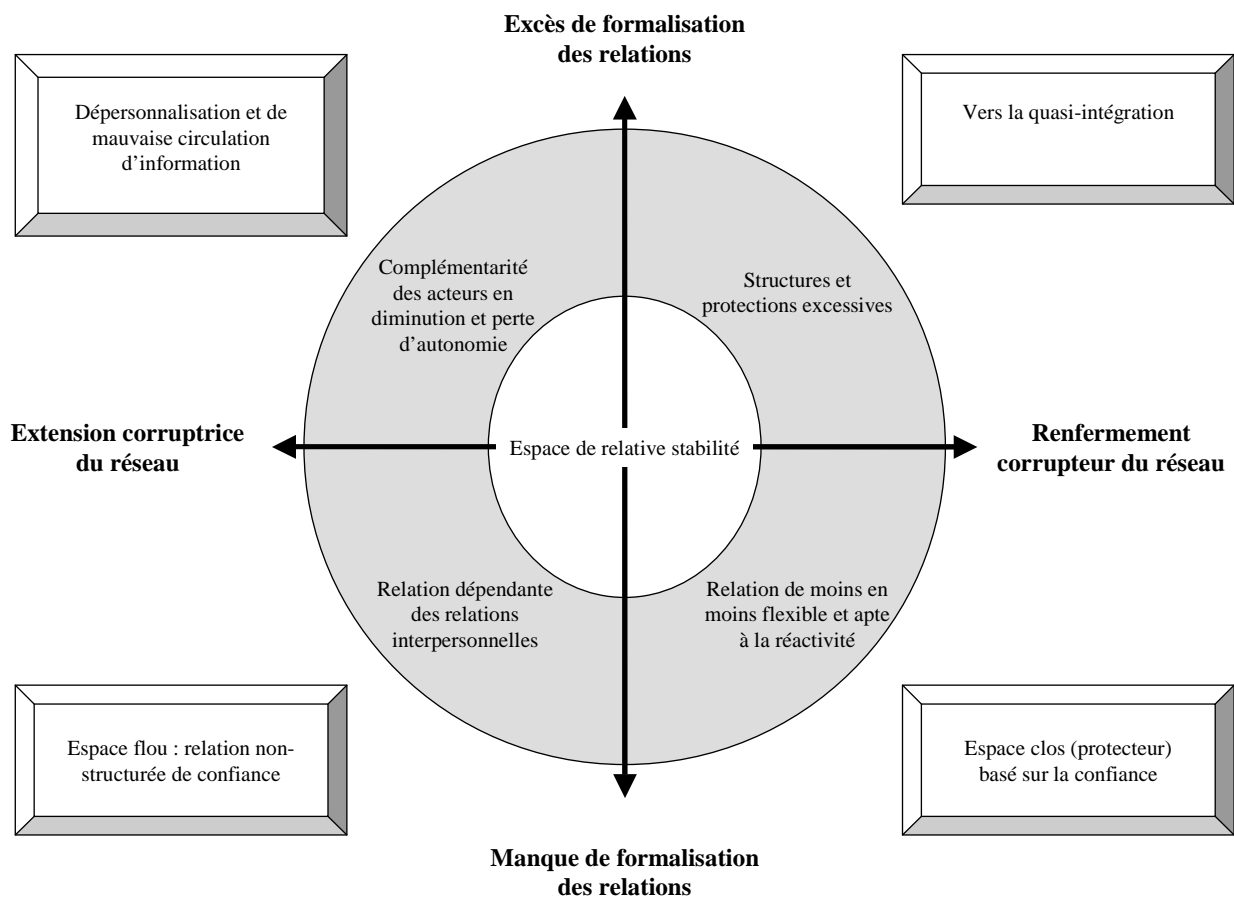 Excès de formalisation
des relations
Dépersonnalisation et de
mauvaise circulation
d'information
Vers la quasi-intégration
Complémentarité
des acteurs en
diminution et perte
d'autonomie
Structures et
protections excessives
Extension corruptrice
du réseau
Espace de relative stabilité
Renfermement
corrupteur du réseau
Relation dépendante
des relations
interpersonnelles
Relation de moins en
moins flexible et apte
à la réactivité
Espace flou : relation non-
structurée de confiance
Espace clos (protecteur)
basé sur la confiance
Manque de formalisation
des relations